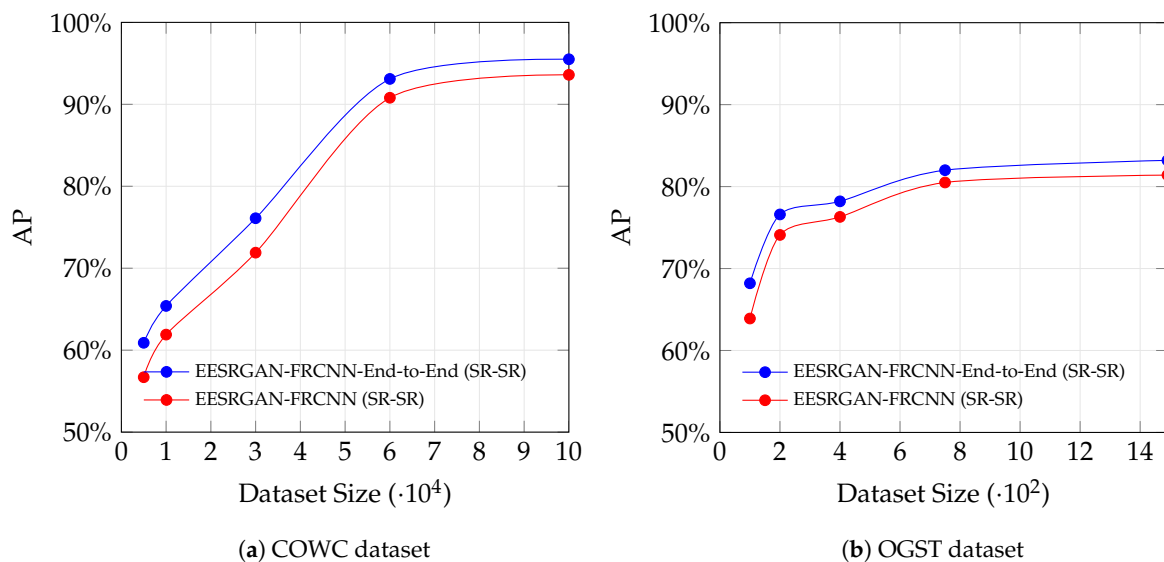 100%
90%
80%
70%
60%
50%
AP
0 1 2 3 4 5 6 7 8 9 10
Dataset Size (·10⁴)
EESRGAN-FRCNN-End-to-End (SR-SR)
EESRGAN-FRCNN (SR-SR)
(a) COWC dataset
100%
90%
80%
70%
60%
50%
AP
0 2 4 6 8 10 12 14
Dataset Size (·10²)
EESRGAN-FRCNN-End-to-End (SR-SR)
EESRGAN-FRCNN (SR-SR)
(b) OGST dataset